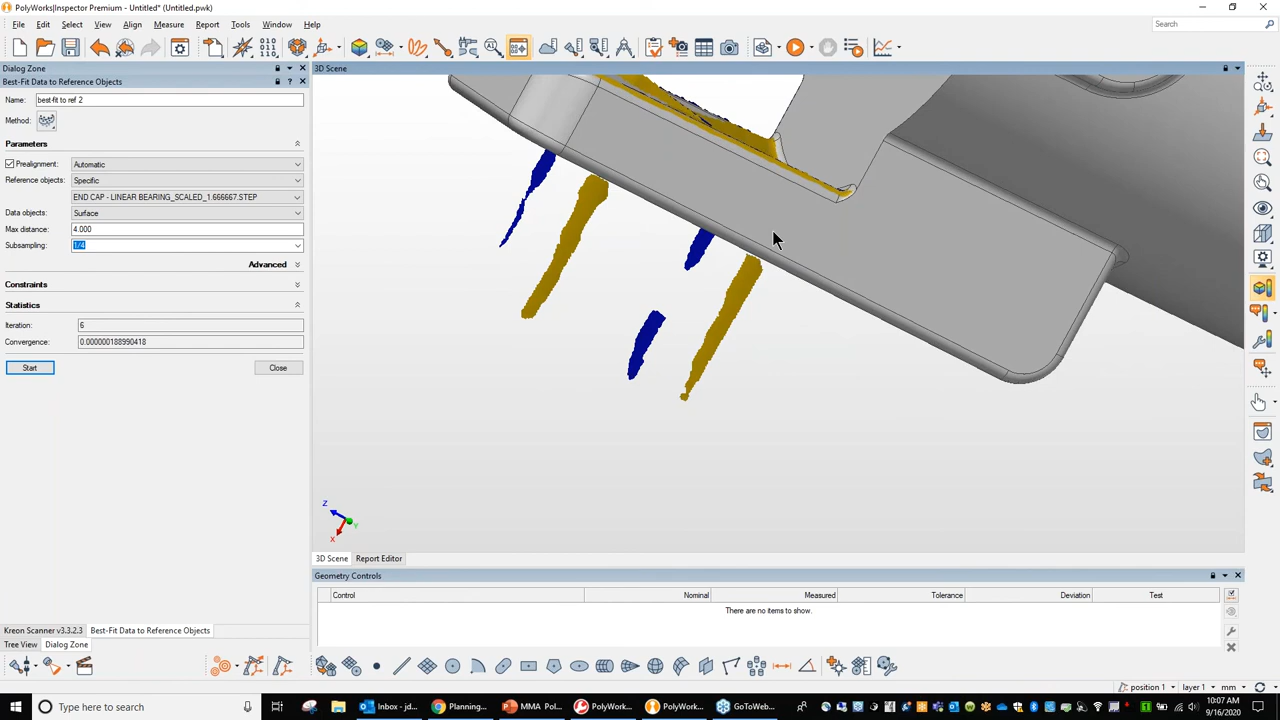 PolyWorks|Inspector Premium - Untitled* (Untitled.pwk)
File Edit Select View Align Measure Report Tools Window Help
Search
Dialog Zone
3D Scene
Best-Fit Data to Reference Objects
Name: best-fit to ref 2
Method:
Parameters
Prealignment: Automatic
Reference objects: Specific
END CAP - LINEAR BEARING_SCALED_1.666667.STEP
Data objects: Surface
Max distance: 4.000
Subsampling: 1/4
Advanced
Constraints
Statistics
Iteration: 6
Convergence: 0.000000188990418
Start Close
Z
Y
X
3D Scene Report Editor
Geometry Controls
Control Nominal Measured Tolerance Deviation Test
There are no items to show.
Kreon Scanner v3.3.2.3 Best-Fit Data to Reference Objects
Tree View Dialog Zone
position 1 layer 1 mm
Type here to search
Inbox - jd...
Planning...
MMA Pol...
PolyWork...
PolyWork...
GoToWeb...
10:07 AM
9/16/2020